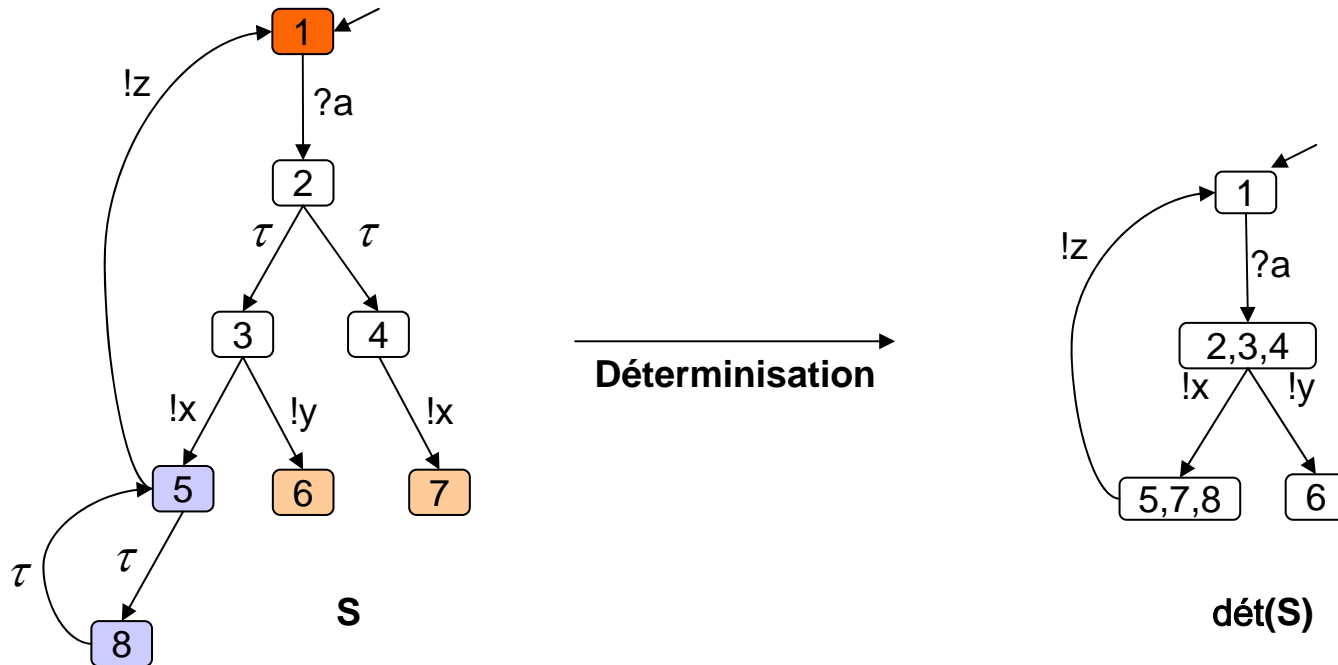 1
!z
?a
2
τ τ
3 4
!x !y !x
5 6 7
τ τ
8
S
Déterminisation
1
!z
?a
2,3,4
!x !y
5,7,8 6
dét(S)